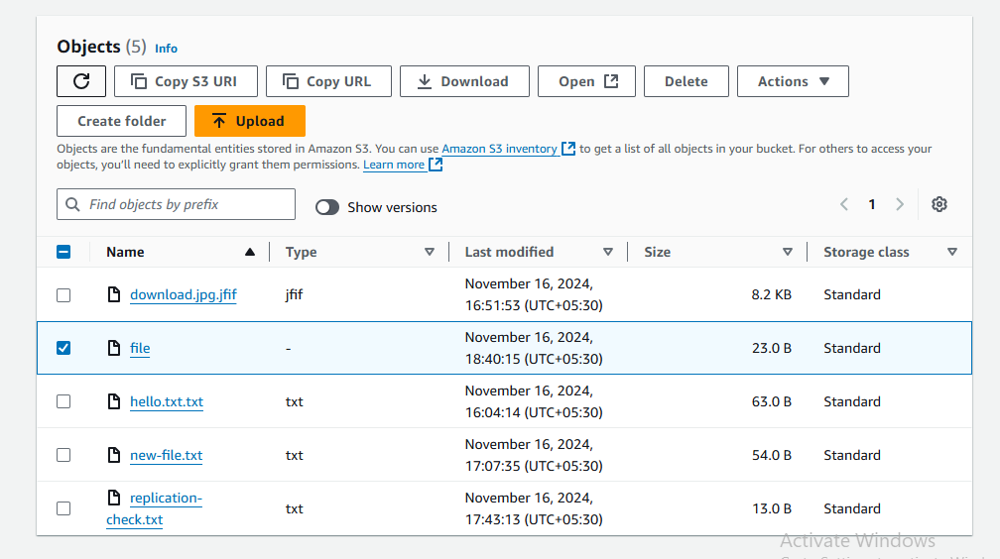 Objects (5) Info
Copy S3 URI Copy URL Download Open Delete Actions
Create folder Upload
Objects are the fundamental entities stored in Amazon S3. You can use Amazon S3 inventory to get a list of all objects in your bucket. For others to access your
objects, you'll need to explicitly grant them permissions. Learn more
Find objects by prefix Show versions 1
Name Type Last modified Size Storage class
download.jpg.jfif jfif November 16, 2024, 16:51:53 (UTC+05:30) 8.2 KB Standard
file - November 16, 2024, 18:40:15 (UTC+05:30) 23.0 B Standard
hello.txt.txt txt November 16, 2024, 16:04:14 (UTC+05:30) 63.0 B Standard
new-file.txt txt November 16, 2024, 17:07:35 (UTC+05:30) 54.0 B Standard
replication-check.txt txt November 16, 2024, 17:43:13 (UTC+05:30) 13.0 B Standard
Activate Windows